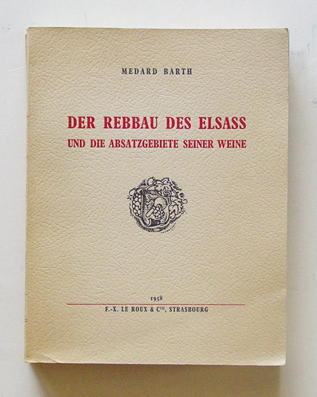 MEDARD BARTH
DER REBBAU DES ELSASS
UND DIE ABSATZGEBIETE SEINER WEINE
1958
F.-X. LE ROUX & Cie, STRASBOURG